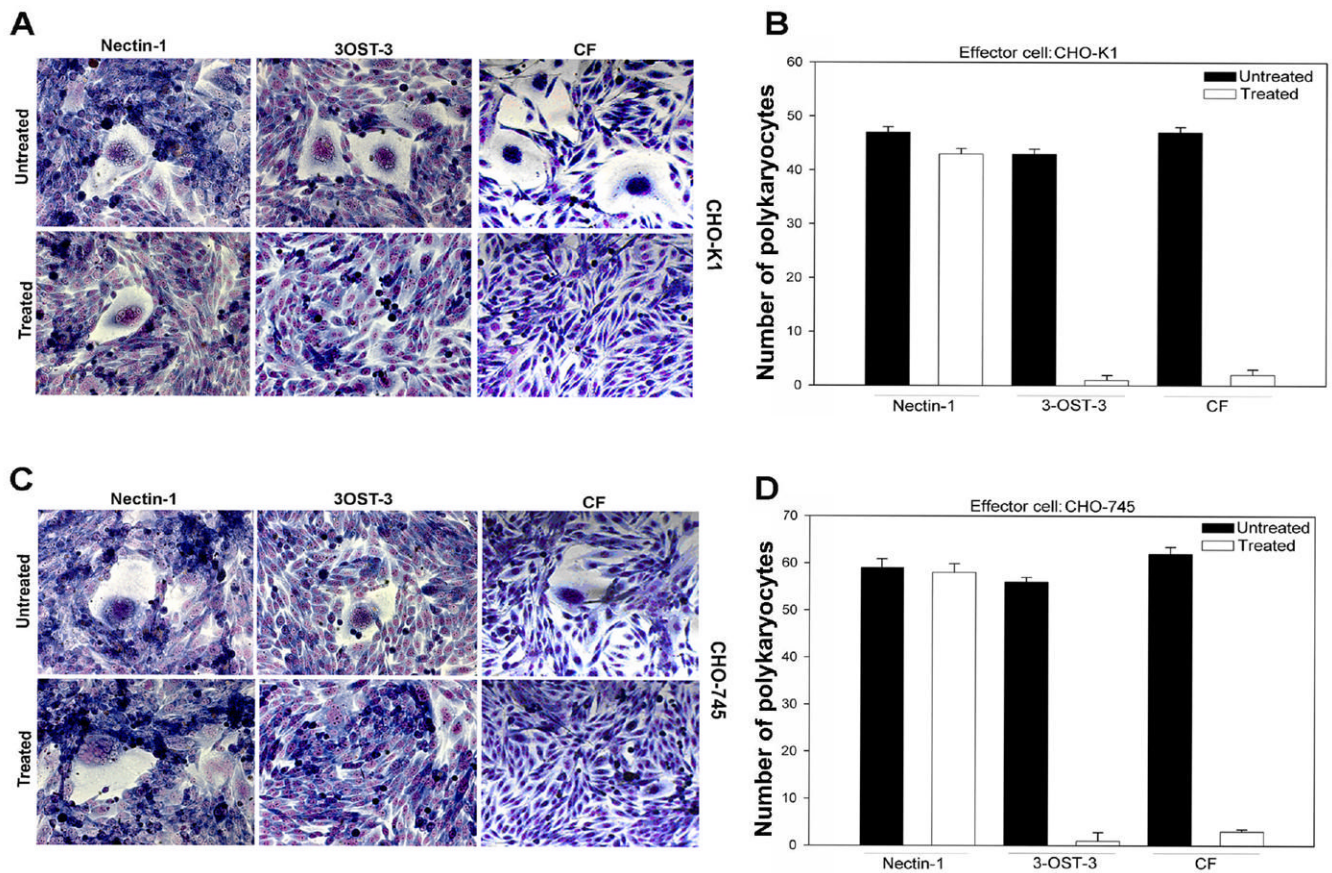 A
Nectin-1
3OST-3
CF
Untreated
Treated
CHO-K1
B
Effector cell: CHO-K1
Untreated
Treated
Number of polykaryocytes
60
50
40
30
20
10
0
Nectin-1
3-OST-3
CF
C
Nectin-1
3OST-3
CF
Untreated
Treated
CHO-745
D
Effector cell: CHO-745
Untreated
Treated
Number of polykaryocytes
70
60
50
40
30
20
10
0
Nectin-1
3-OST-3
CF